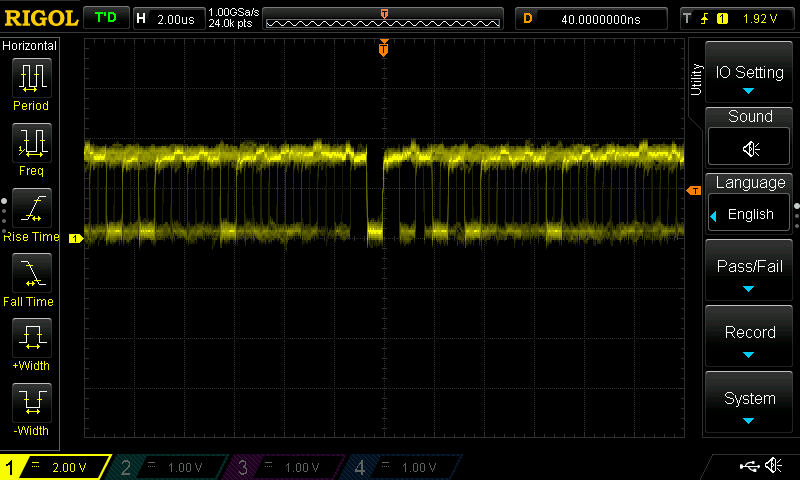 RIGOL T'D H 2.00us 1.00GSa/s D 40.0000000ns T 1 1.92 V
24.0k pts
T
Horizontal
Period
Freq
Rise Time
Fall Time
+Width
-Width
T
T
1
Utility
IO Setting
Sound
Language
English
Pass/Fail
Record
System
1 2.00 V 2 1.00 V 3 1.00 V 4 1.00 V